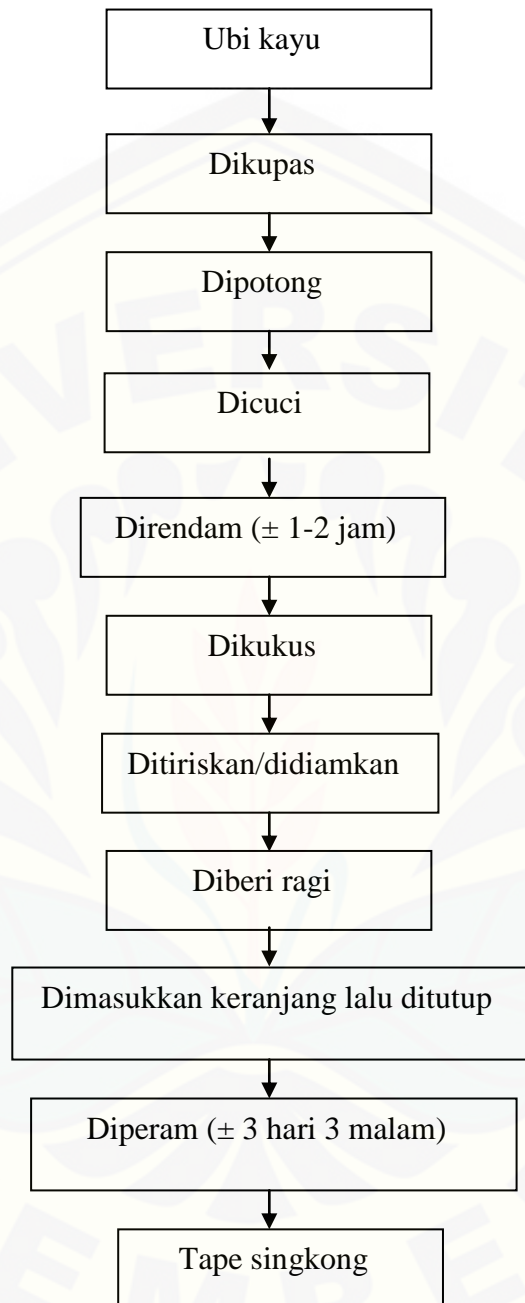 Ubi kayu
Dikupas
Dipotong
Dicuci
Direndam (± 1-2 jam)
Dikukus
Ditiriskan/didiamkan
Diberi ragi
Dimasukkan keranjang lalu ditutup
Diperam (± 3 hari 3 malam)
Tape singkong